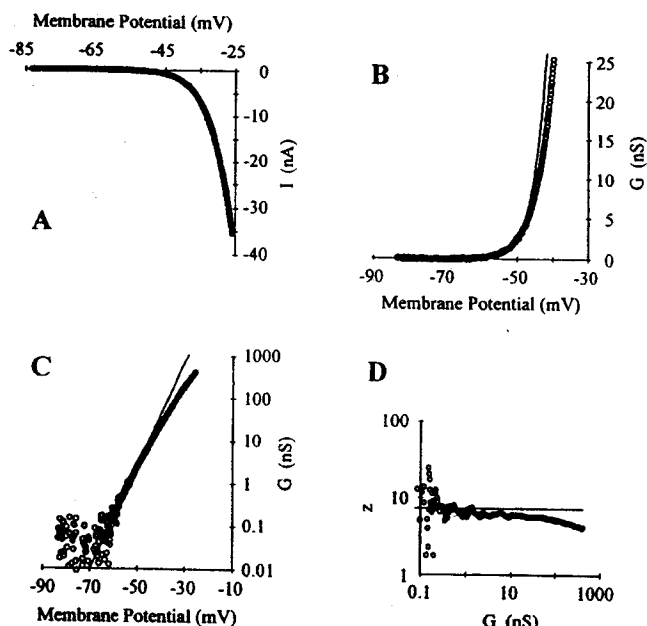 Membrane Potential (mV)
-85 -65 -45 -25
0
-10
-20
-30
-40
I (nA)
A
B
25
20
15
10
5
0
G (nS)
-90 -70 -50 -30
Membrane Potential (mV)
C
1000
100
10
1
0.1
0.01
G (nS)
-90 -70 -50 -30 -10
Membrane Potential (mV)
D
100
10
1
z
0.1 10 1000
G (nS)